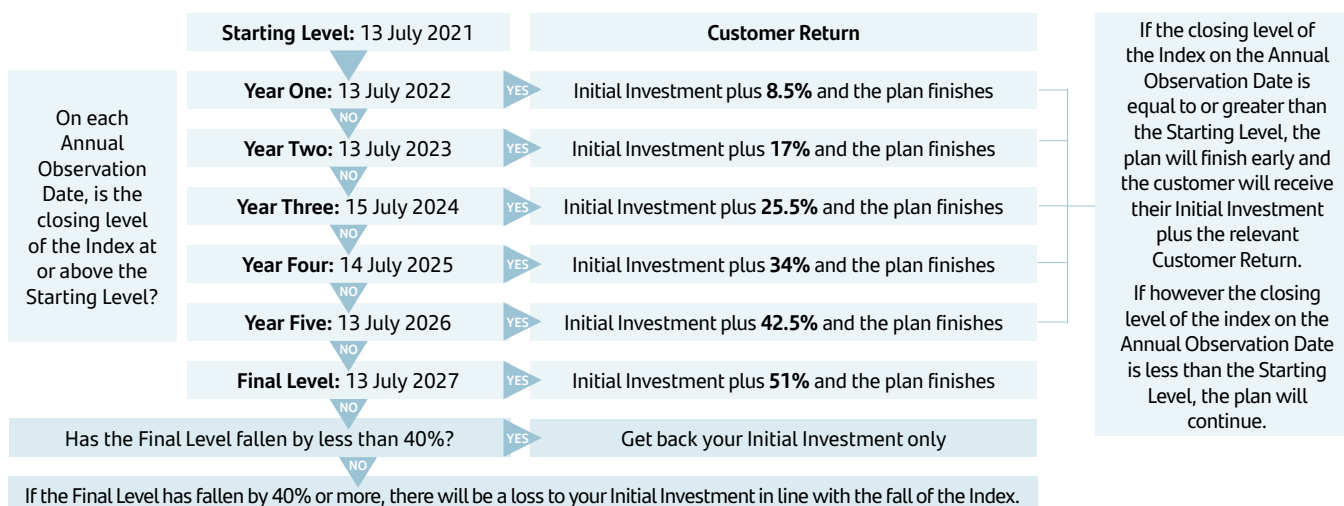 Starting Level: 13 July 2021
Customer Return
On each
Annual
Observation
Date, is the
closing level
of the Index at
or above the
Starting Level?
Year One: 13 July 2022
YES
Initial Investment plus 8.5% and the plan finishes
NO
Year Two: 13 July 2023
YES
Initial Investment plus 17% and the plan finishes
NO
Year Three: 15 July 2024
YES
Initial Investment plus 25.5% and the plan finishes
NO
Year Four: 14 July 2025
YES
Initial Investment plus 34% and the plan finishes
NO
Year Five: 13 July 2026
YES
Initial Investment plus 42.5% and the plan finishes
NO
Final Level: 13 July 2027
YES
Initial Investment plus 51% and the plan finishes
NO
Has the Final Level fallen by less than 40%?
YES
Get back your Initial Investment only
NO
If the Final Level has fallen by 40% or more, there will be a loss to your Initial Investment in line with the fall of the Index.
If the closing level of
the Index on the Annual
Observation Date is
equal to or greater than
the Starting Level, the
plan will finish early and
the customer will receive
their Initial Investment
plus the relevant
Customer Return.
If however the closing
level of the index on the
Annual Observation Date
is less than the Starting
Level, the plan will
continue.